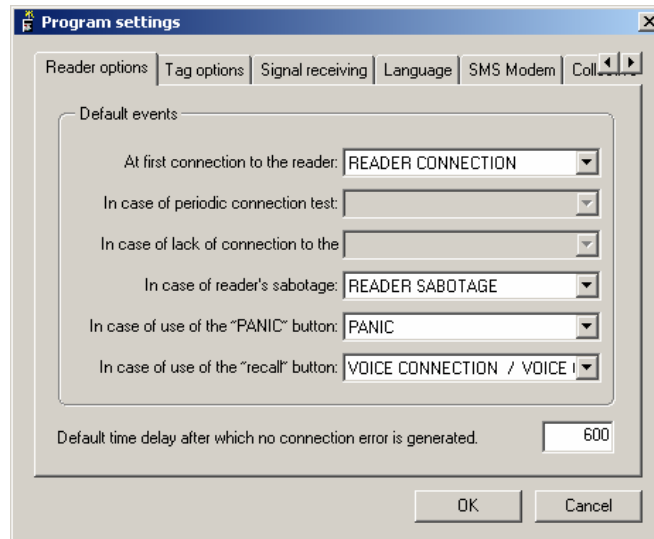 Program settings
Reader options Tag options Signal receiving Language SMS Modem
Default events
At first connection to the reader: READER CONNECTION
In case of periodic connection test:
In case of lack of connection to the
In case of reader's sabotage: READER SABOTAGE
In case of use of the "PANIC" button: PANIC
In case of use of the "recall" button: VOICE CONNECTION / VOICE
Default time delay after which no connection error is generated. 600
OK Cancel